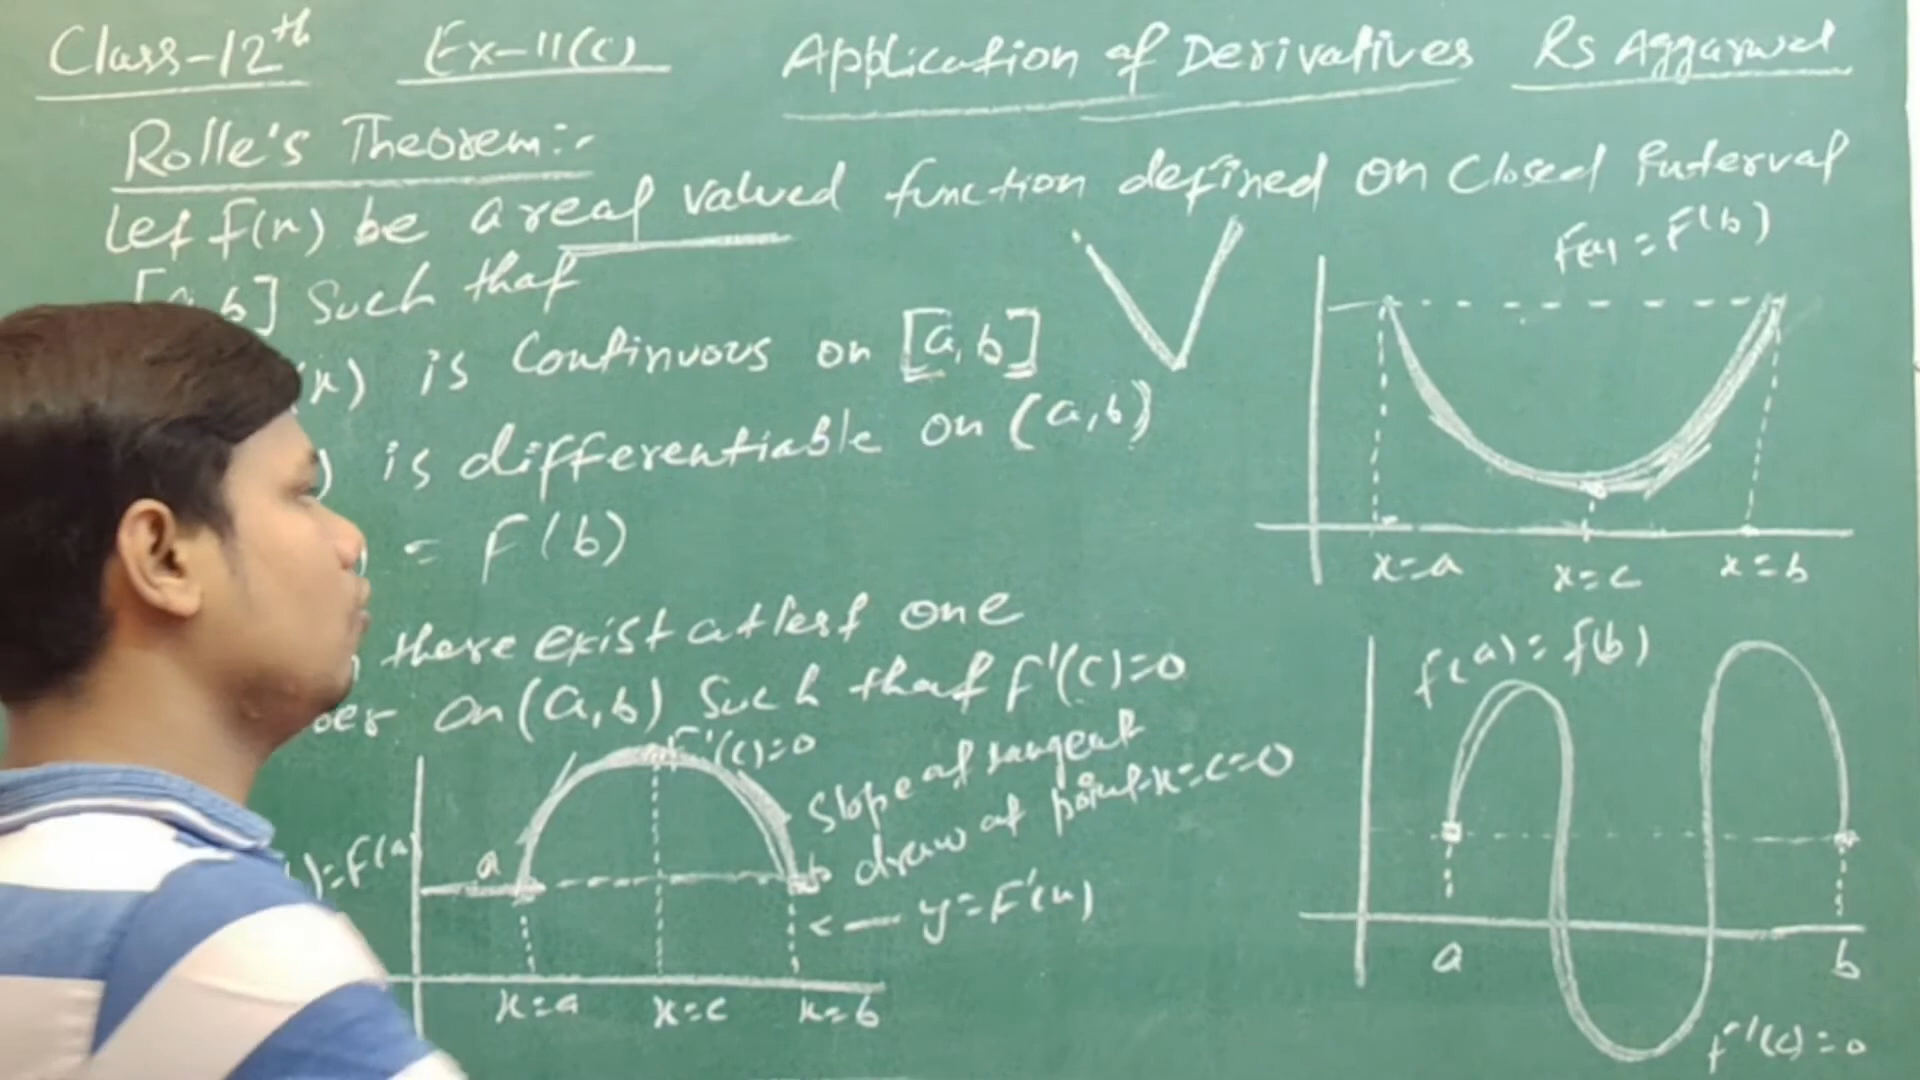 Class-12th Ex-11(c) Application of Derivatives RS Aggarwal
Rolle's Theorem:-
Let f(x) be a real valued function defined on Closed Interval
[a,b] Such that
(x) is Continuous on [a,b]
) is differentiable on (a,b)
) = F(b)
there exist atlest one
ber on (a,b) Such that F'(c)=0
F'(c)=0
Slope of tangent
draw at point x=c=0
)=F(a)
a b
<— y=F'(x)
x=a x=c x=b
F(a)=F(b)
x=a x=c x=b
f(a)=f(b)
a b
f'(c)=0